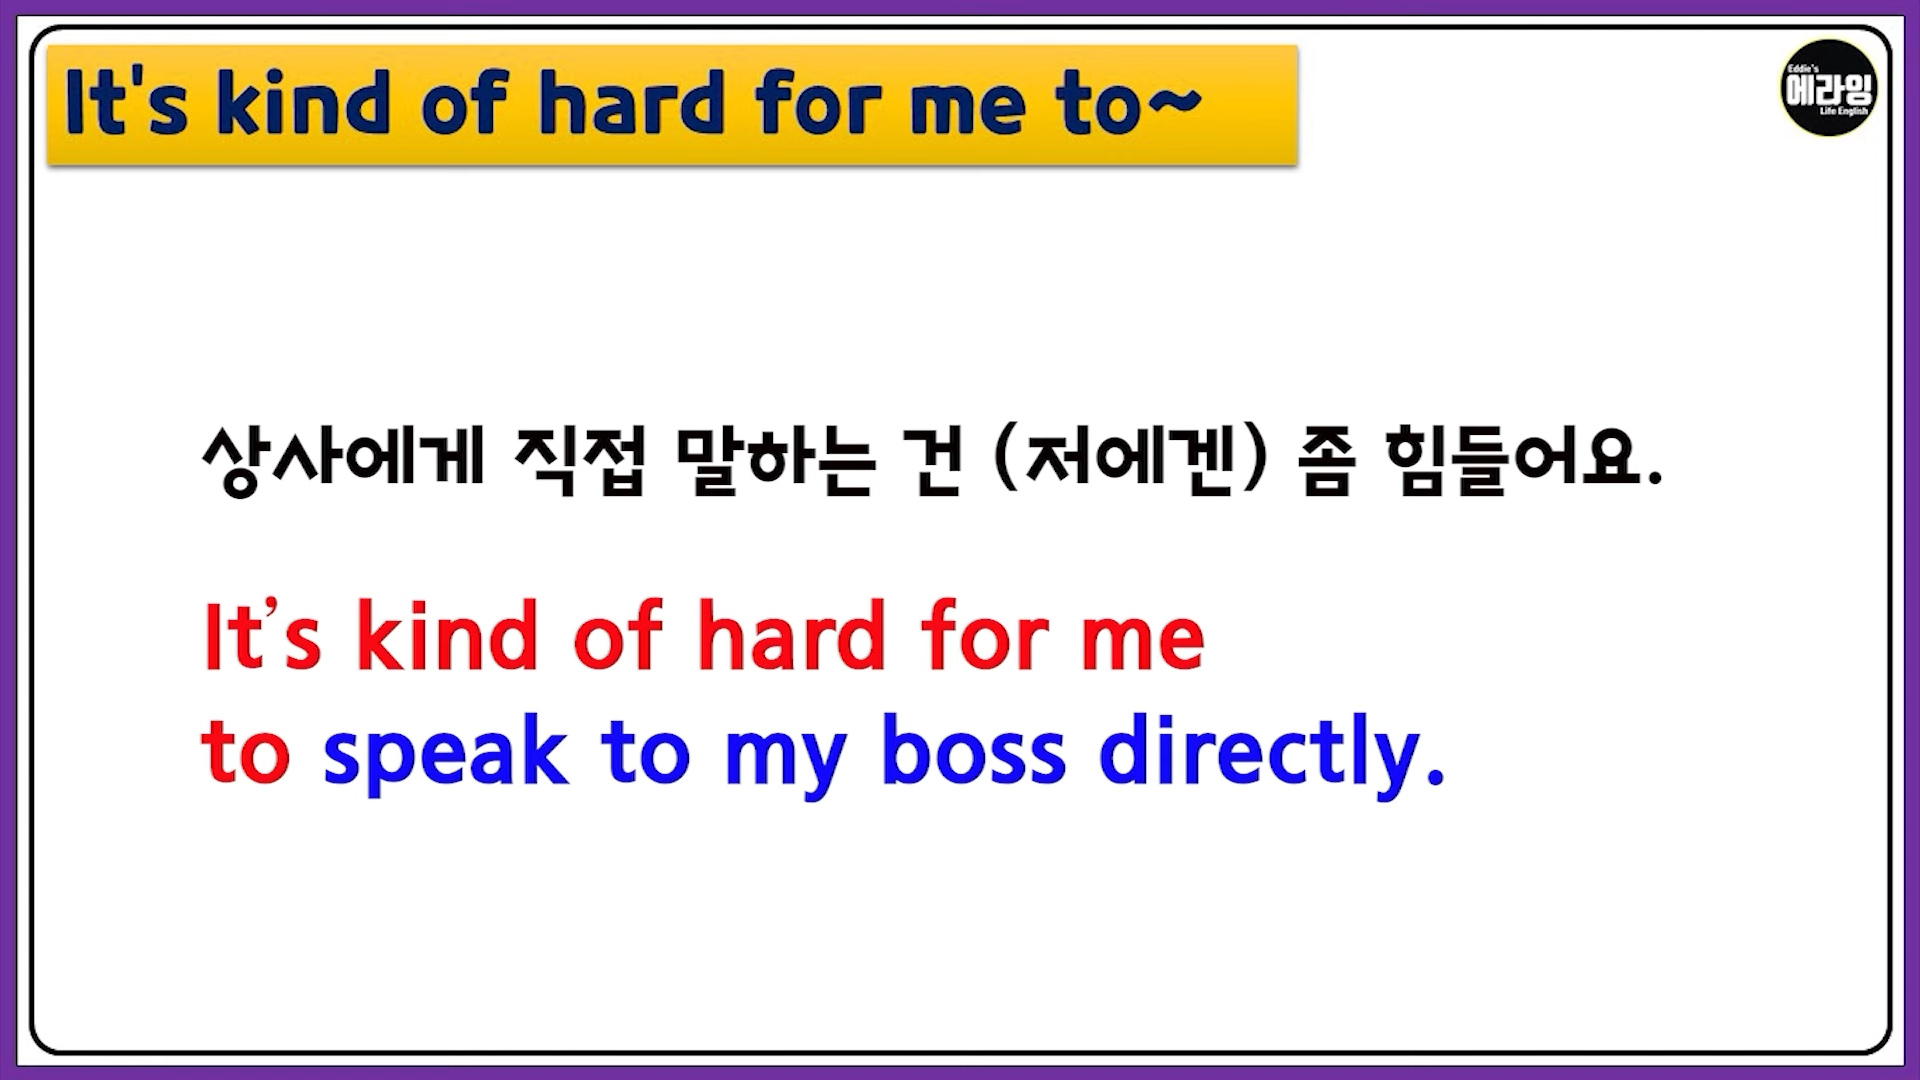 It's kind of hard for me to~
Eddie's
에라잉
Life English
상사에게 직접 말하는 건 (저에겐) 좀 힘들어요.
It’s kind of hard for me
to speak to my boss directly.